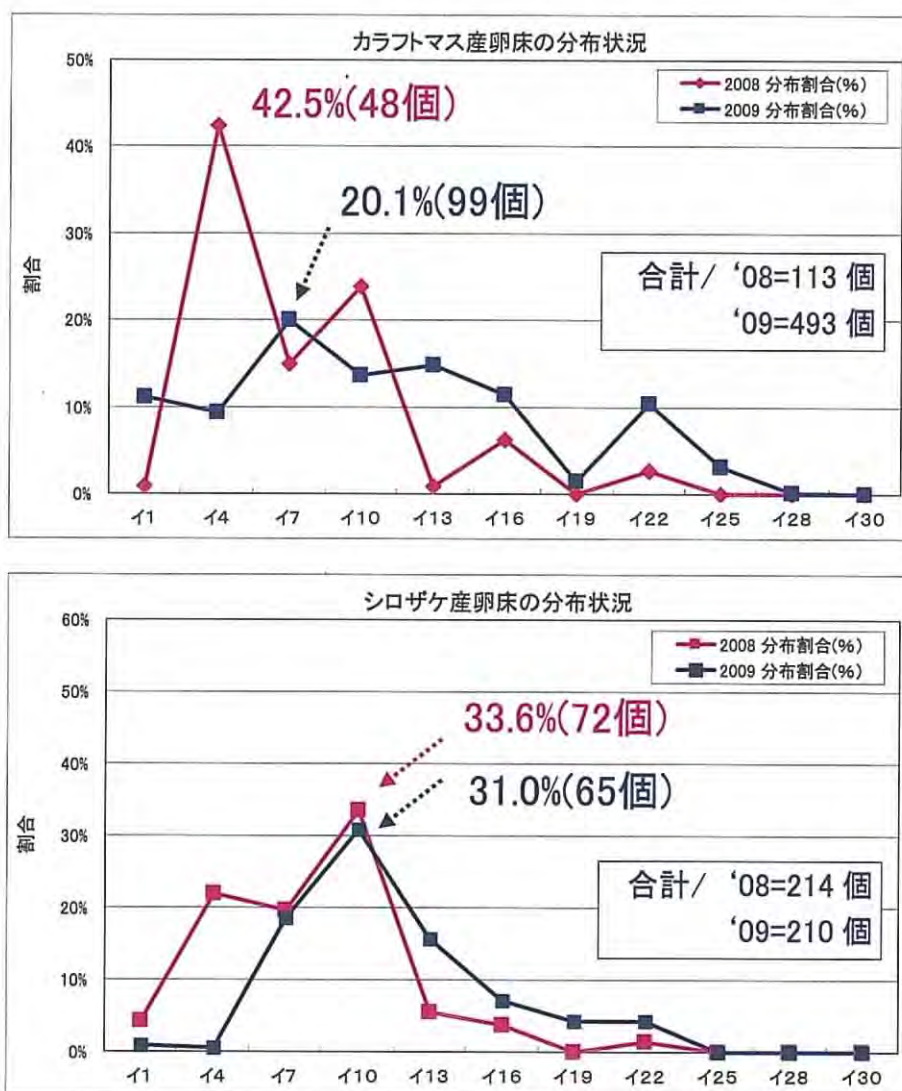 カラフトマス産卵床の分布状況
50%
40%
30%
20%
10%
0%
割合
2008 分布割合(%)
2009 分布割合(%)
42.5%(48個)
20.1%(99個)
合計/ ‘08=113 個
‘09=493 個
イ1 イ4 イ7 イ10 イ13 イ16 イ19 イ22 イ25 イ28 イ30
シロザケ産卵床の分布状況
60%
50%
40%
30%
20%
10%
0%
割合
2008 分布割合(%)
2009 分布割合(%)
33.6%(72個)
31.0%(65個)
合計/ ‘08=214 個
‘09=210 個
イ1 イ4 イ7 イ10 イ13 イ16 イ19 イ22 イ25 イ28 イ30